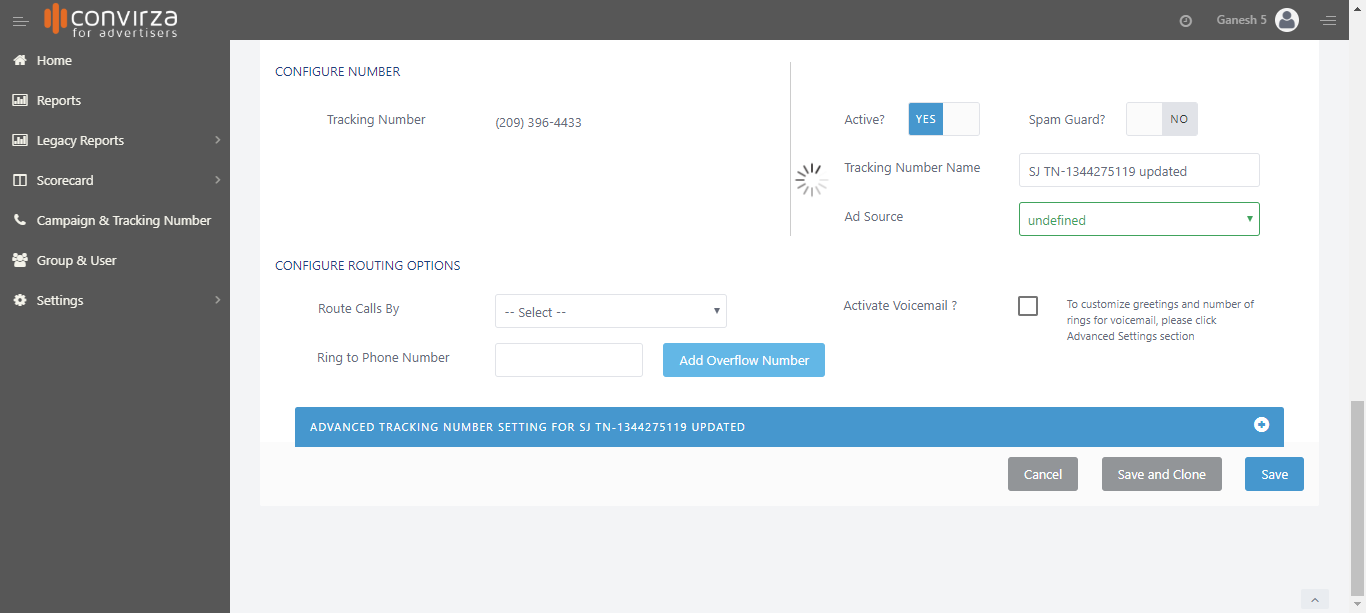 convirza
for advertisers
Ganesh 5
Home
Reports
Legacy Reports
Scorecard
Campaign & Tracking Number
Group & User
Settings
CONFIGURE NUMBER
Tracking Number
(209) 396-4433
Active?
YES
Spam Guard?
NO
Tracking Number Name
SJ TN-1344275119 updated
Ad Source
undefined
CONFIGURE ROUTING OPTIONS
Route Calls By
-- Select --
Activate Voicemail ?
To customize greetings and number of
rings for voicemail, please click
Advanced Settings section
Ring to Phone Number
Add Overflow Number
ADVANCED TRACKING NUMBER SETTING FOR SJ TN-1344275119 UPDATED
Cancel
Save and Clone
Save